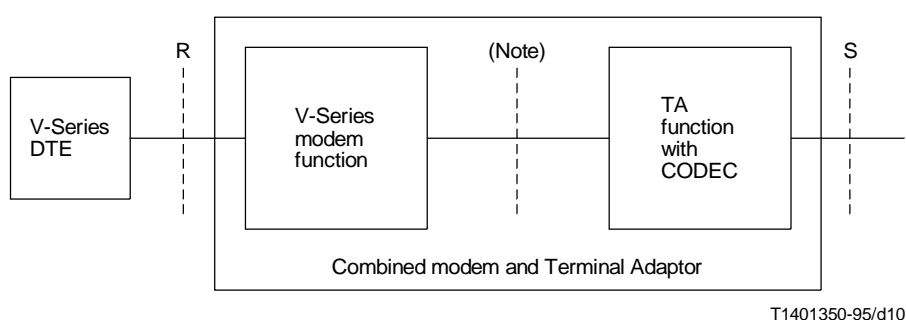 R
(Note)
S
V-Series
DTE
V-Series
modem
function
TA
function
with
CODEC
Combined modem and Terminal Adaptor
T1401350-95/d10